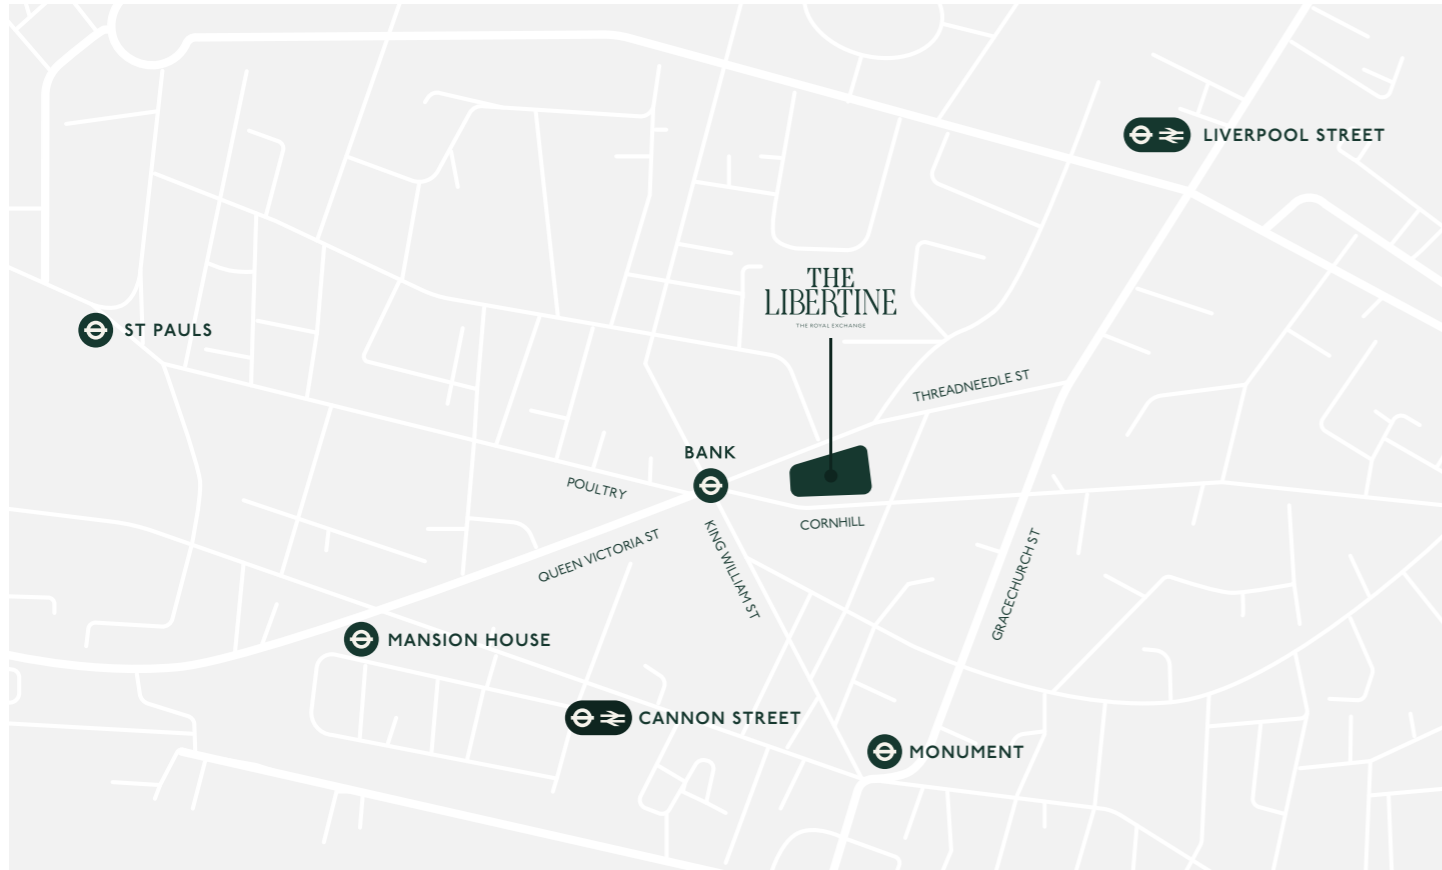 LIVERPOOL STREET
THE
LIBERTINE
THE ROYAL EXCHANGE
ST PAULS
THREADNEEDLE ST
BANK
POULTRY
CORNHILL
QUEEN VICTORIA ST
KING WILLIAM ST
GRACECHURCH ST
MANSION HOUSE
CANNON STREET
MONUMENT